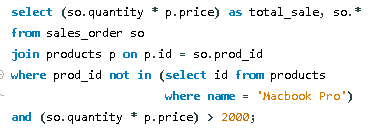 select (so.quantity * p.price) as total_sale, so.*
from sales_order so
join products p on p.id = so.prod_id
where prod_id not in (select id from products
where name = 'Macbook Pro')
and (so.quantity * p.price) > 2000;